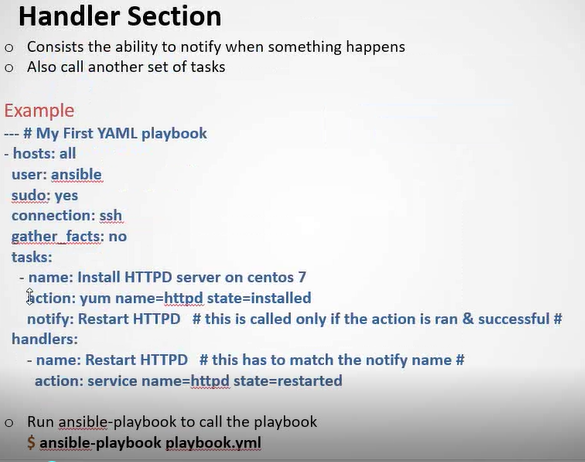 Handler Section
o Consists the ability to notify when something happens
o Also call another set of tasks
Example
--- # My First YAML playbook
- hosts: all
user: ansible
sudo: yes
connection: ssh
gather_facts: no
tasks:
- name: Install HTTPD server on centos 7
action: yum name=httpd state=installed
notify: Restart HTTPD # this is called only if the action is ran & successful #
handlers:
- name: Restart HTTPD # this has to match the notify name #
action: service name=httpd state=restarted
o Run ansible-playbook to call the playbook
$ ansible-playbook playbook.yml